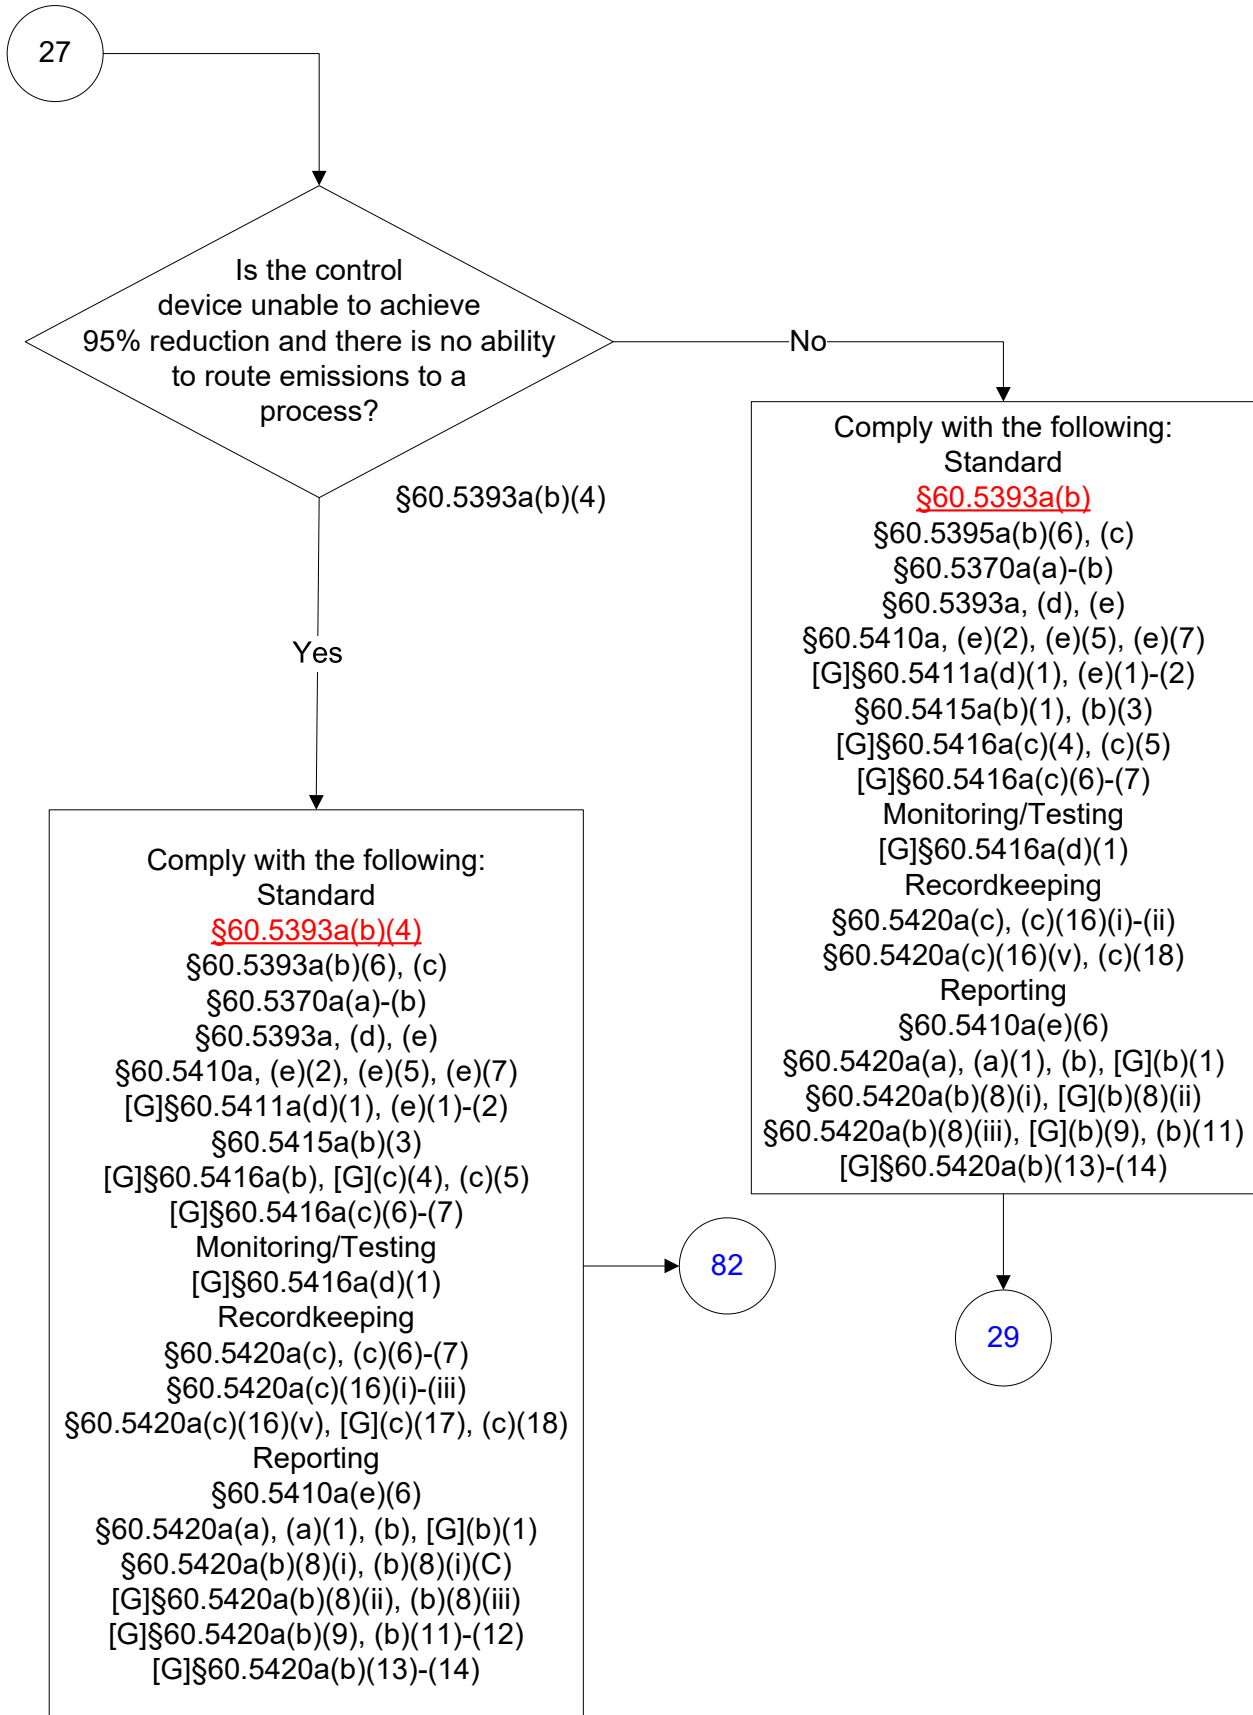 27
Is the control
device unable to achieve
95% reduction and there is no ability
to route emissions to a
process?
No
§60.5393a(b)(4)
Yes
Comply with the following:
Standard
§60.5393a(b)
§60.5395a(b)(6), (c)
§60.5370a(a)-(b)
§60.5393a, (d), (e)
§60.5410a, (e)(2), (e)(5), (e)(7)
[G]§60.5411a(d)(1), (e)(1)-(2)
§60.5415a(b)(1), (b)(3)
[G]§60.5416a(c)(4), (c)(5)
[G]§60.5416a(c)(6)-(7)
Monitoring/Testing
[G]§60.5416a(d)(1)
Recordkeeping
§60.5420a(c), (c)(16)(i)-(ii)
§60.5420a(c)(16)(v), (c)(18)
Reporting
§60.5410a(e)(6)
§60.5420a(a), (a)(1), (b), [G](b)(1)
§60.5420a(b)(8)(i), [G](b)(8)(ii)
§60.5420a(b)(8)(iii), [G](b)(9), (b)(11)
[G]§60.5420a(b)(13)-(14)
29
Comply with the following:
Standard
§60.5393a(b)(4)
§60.5393a(b)(6), (c)
§60.5370a(a)-(b)
§60.5393a, (d), (e)
§60.5410a, (e)(2), (e)(5), (e)(7)
[G]§60.5411a(d)(1), (e)(1)-(2)
§60.5415a(b)(3)
[G]§60.5416a(b), [G](c)(4), (c)(5)
[G]§60.5416a(c)(6)-(7)
Monitoring/Testing
[G]§60.5416a(d)(1)
Recordkeeping
§60.5420a(c), (c)(6)-(7)
§60.5420a(c)(16)(i)-(iii)
§60.5420a(c)(16)(v), [G](c)(17), (c)(18)
Reporting
§60.5410a(e)(6)
§60.5420a(a), (a)(1), (b), [G](b)(1)
§60.5420a(b)(8)(i), (b)(8)(i)(C)
[G]§60.5420a(b)(8)(ii), (b)(8)(iii)
[G]§60.5420a(b)(9), (b)(11)-(12)
[G]§60.5420a(b)(13)-(14)
82